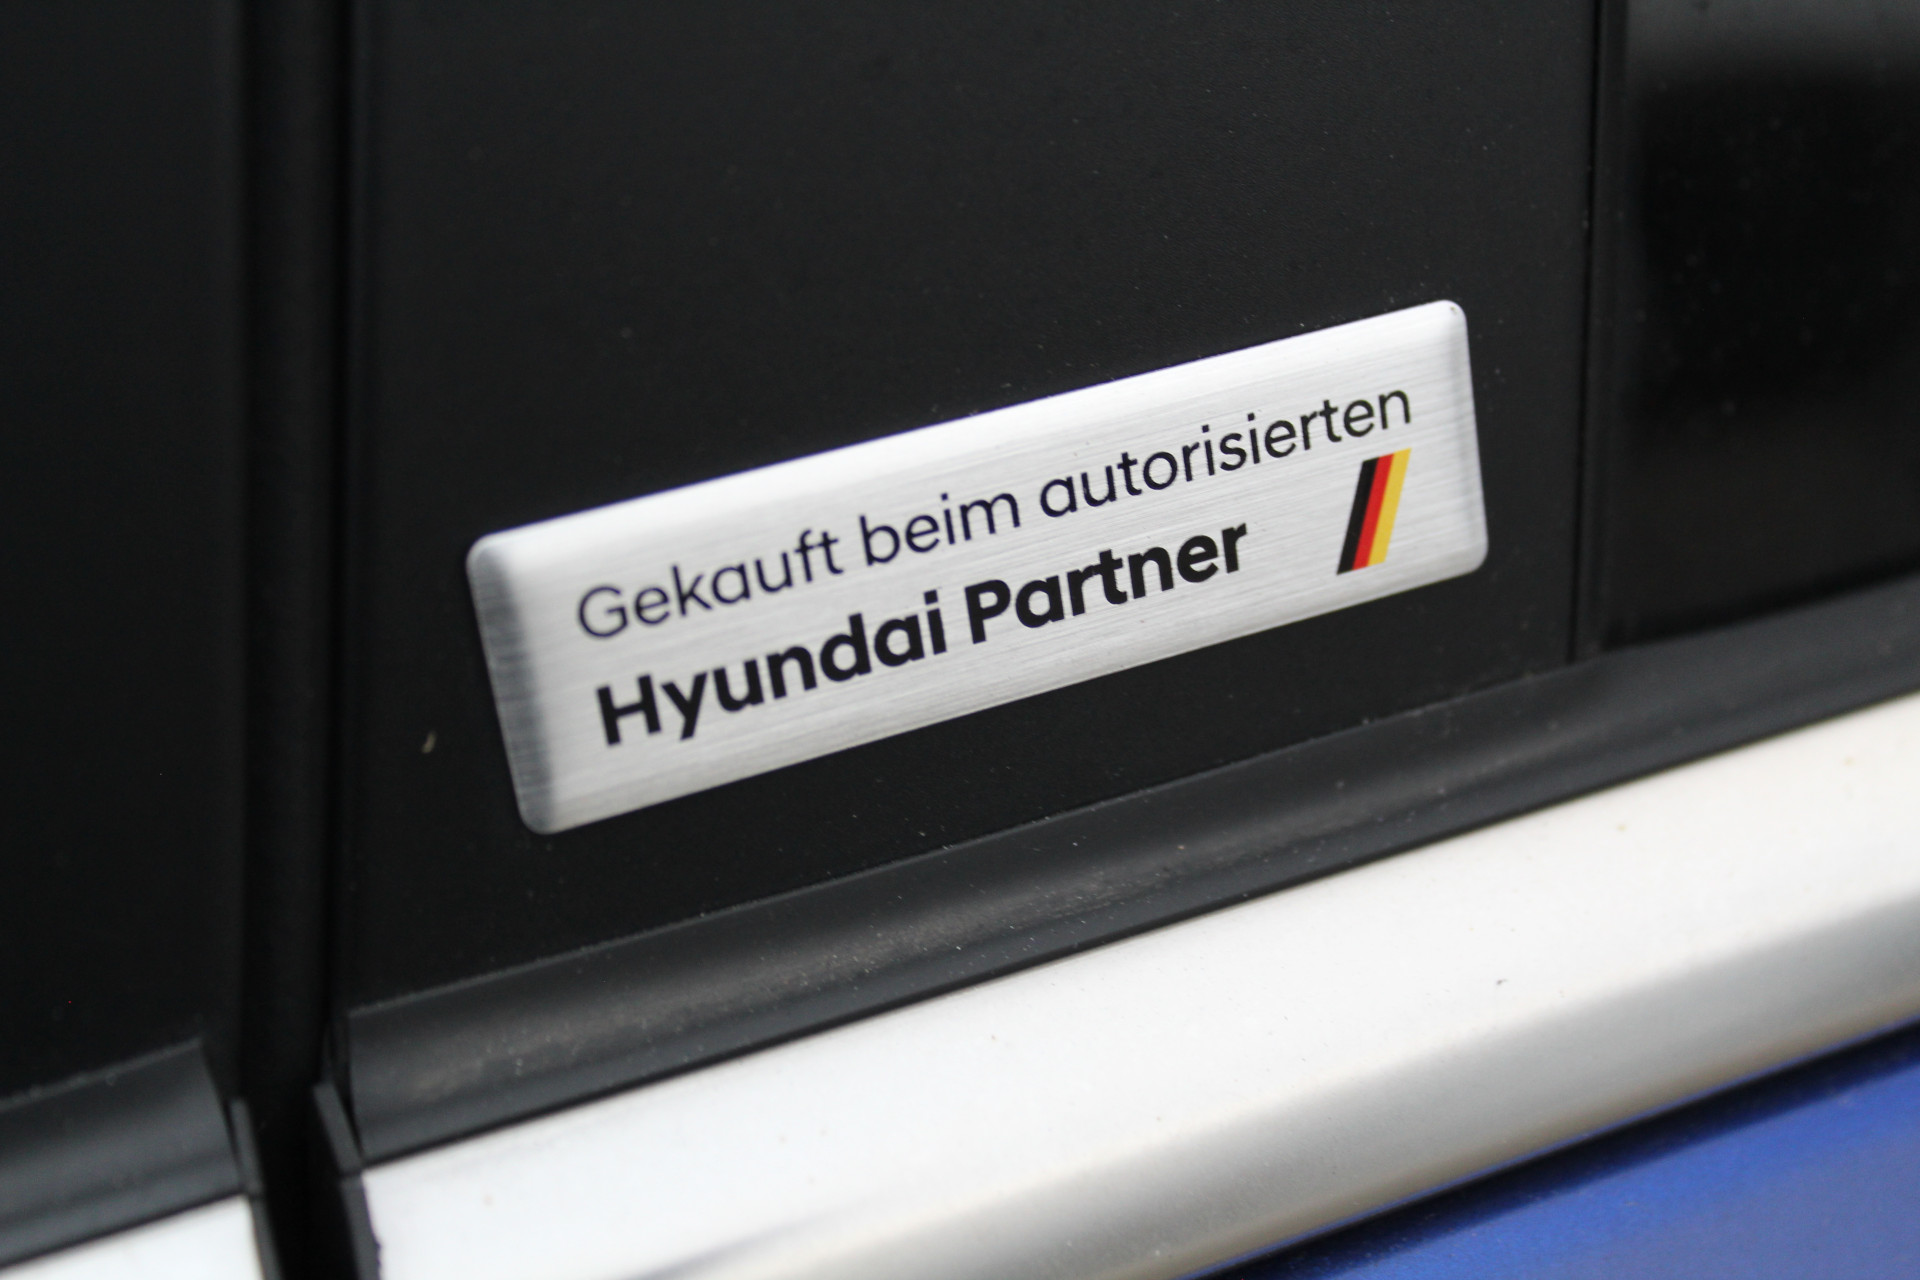 Gekauft beim autorisierten
Hyundai Partner